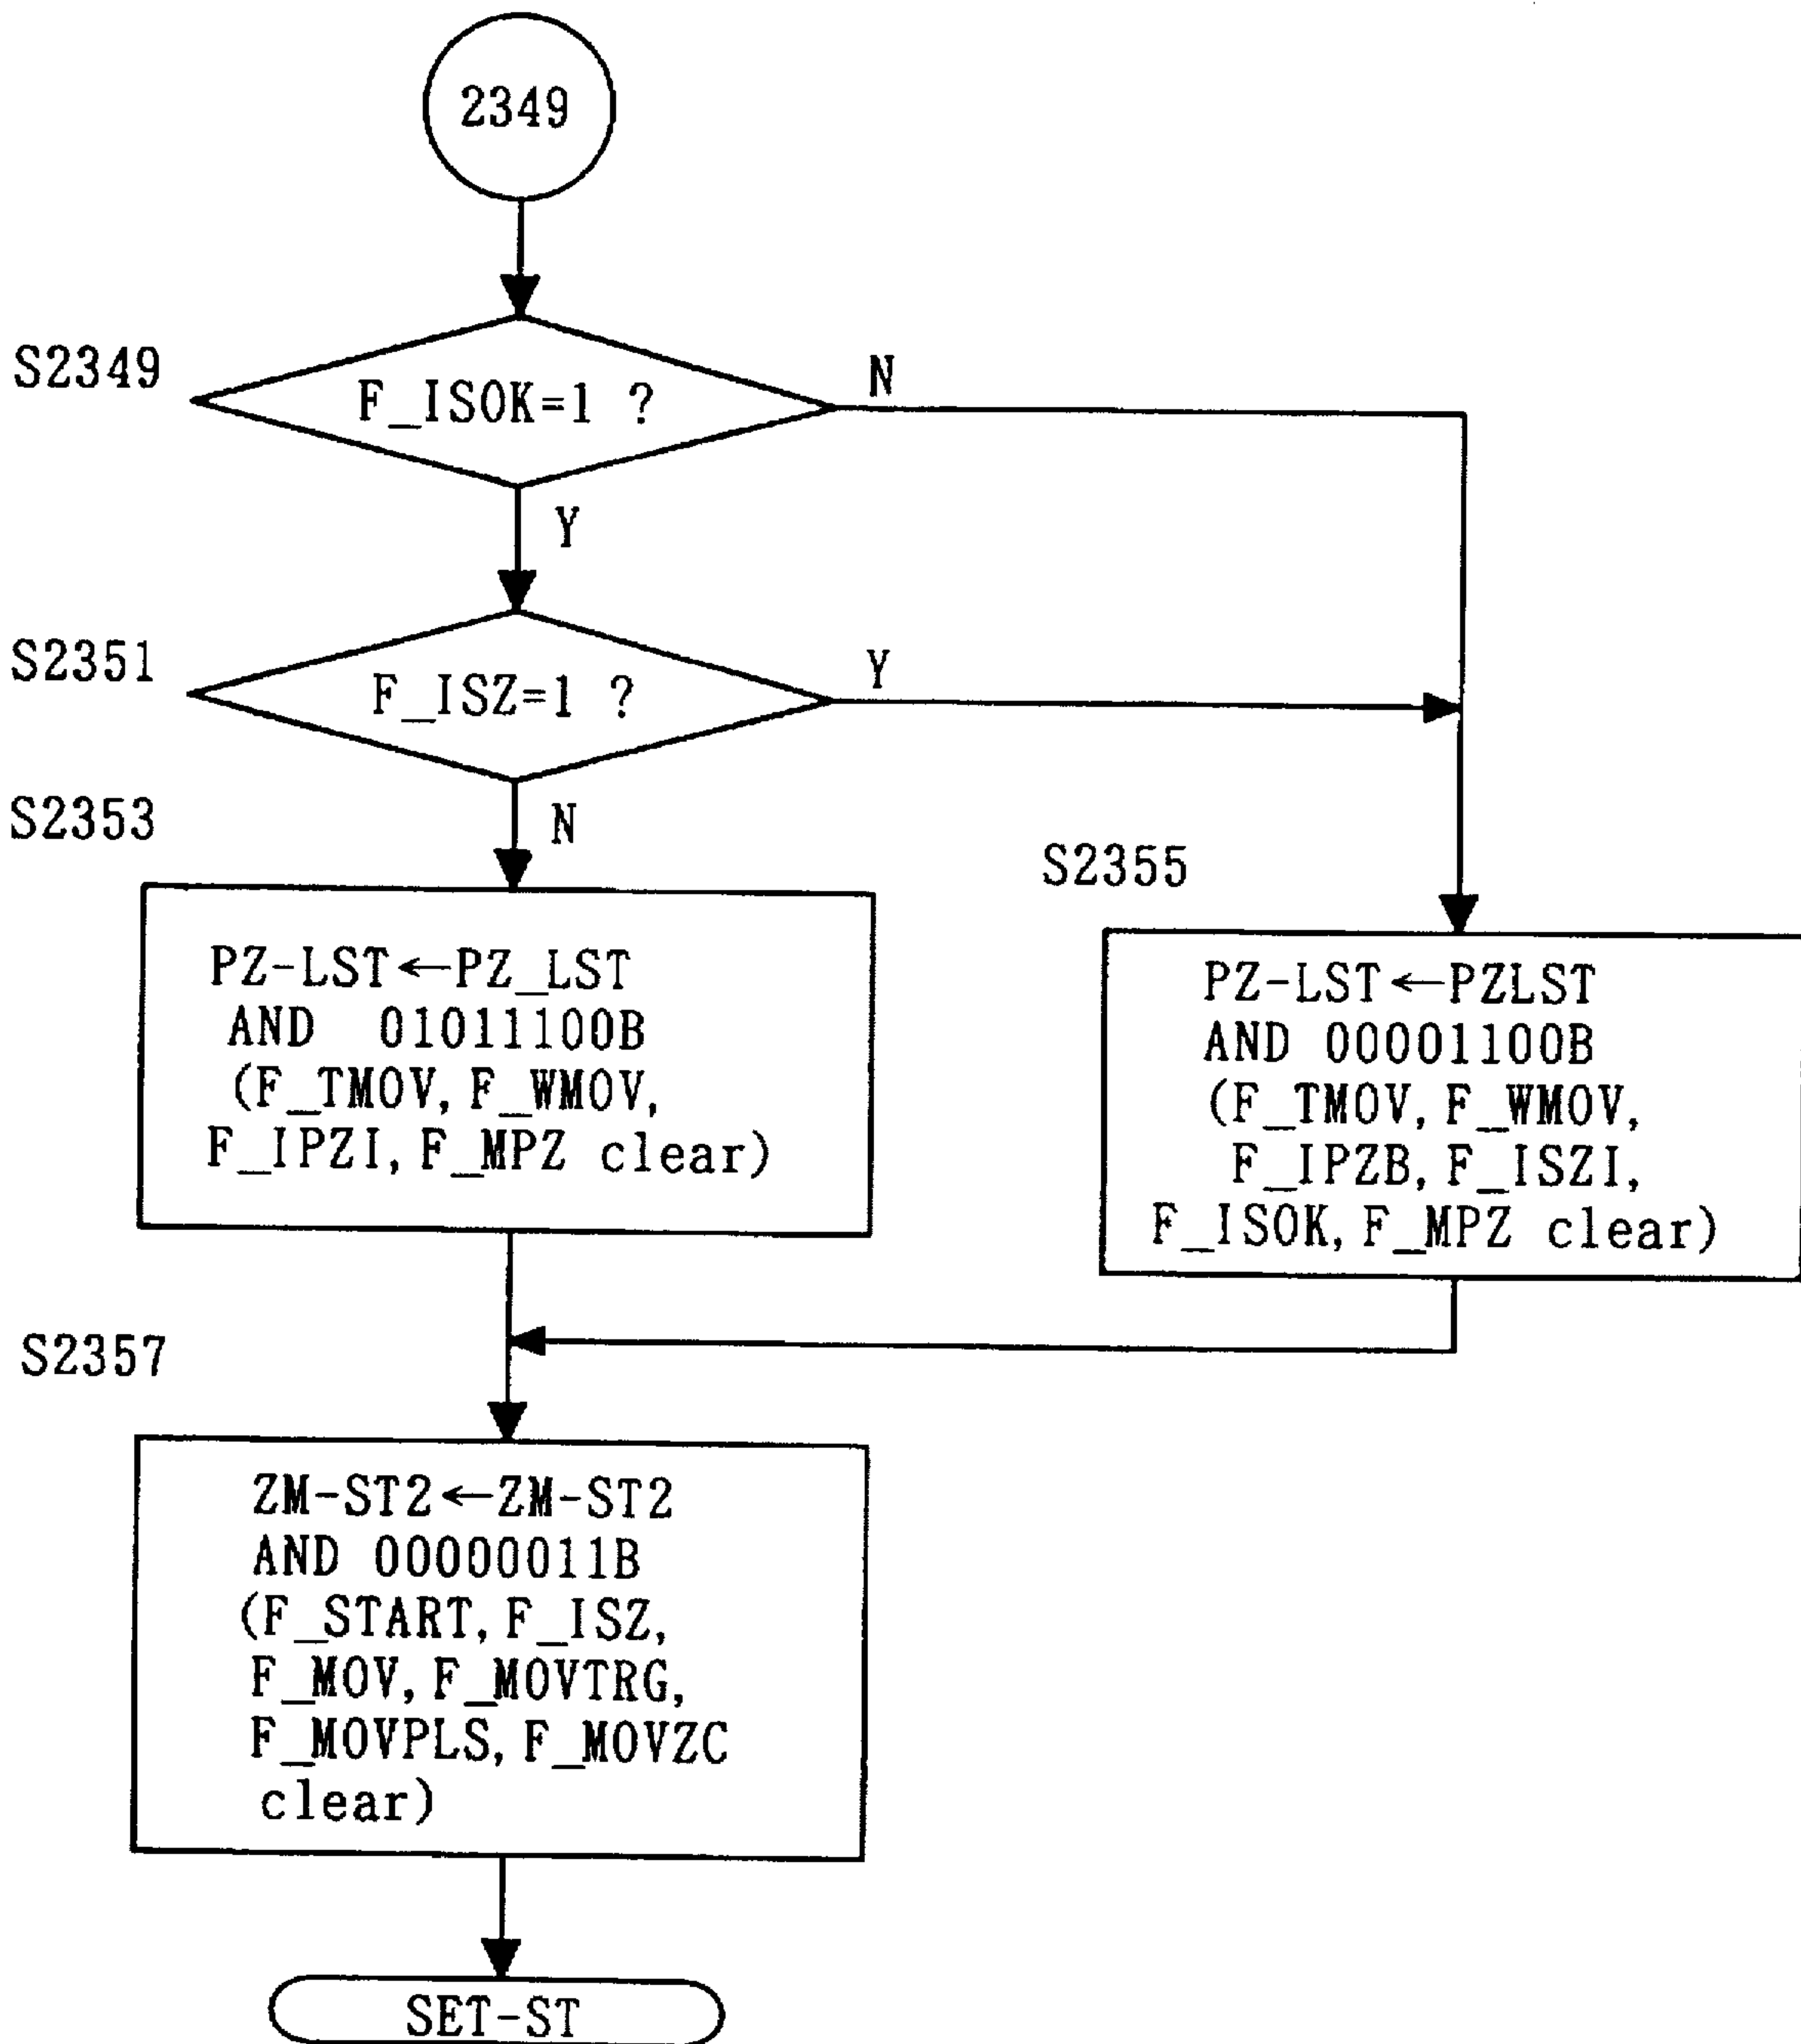 2349
S2349
F_ISOK=1 ?
N
Y
S2351
F_ISZ=1 ?
Y
S2353
N
PZ-LST←PZ_LST
AND 01011100B
(F_TMOV, F_WMOV,
F_IPZI, F_MPZ clear)
S2355
PZ-LST←PZLST
AND 00001100B
(F_TMOV, F_WMOV,
F_IPZB, F_ISZI,
F_ISOK, F_MPZ clear)
S2357
ZM-ST2←ZM-ST2
AND 00000011B
(F_START, F_ISZ,
F_MOV, F_MOVTRG,
F_MOVPLS, F_MOVZC
clear)
SET-ST